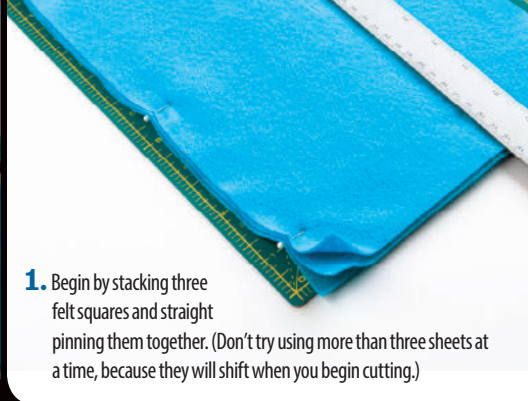 1. Begin by stacking three
felt squares and straight
pinning them together. (Don't try using more than three sheets at
a time, because they will shift when you begin cutting.)